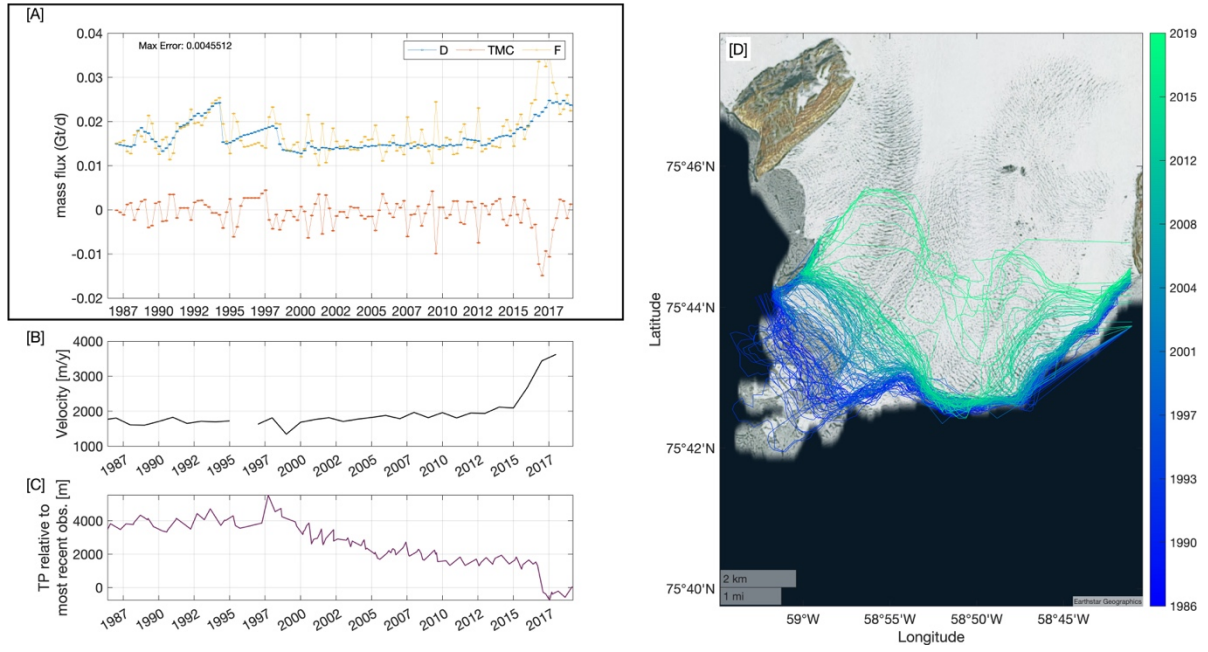 [A]
Max Error: 0.0045512
D TMC F
mass flux (Gt/d)
0.04
0.03
0.02
0.01
0
-0.01
-0.02
1987 1990 1992 1995 1997 2000 2002 2005 2007 2010 2012 2015 2017
[B]
Velocity [m/y]
4000
3000
2000
1000
1987 1990 1992 1995 1997 2000 2002 2005 2007 2010 2012 2015 2017
[C]
TP relative to
most recent obs. [m]
4000
2000
0
1987 1990 1992 1995 1997 2000 2002 2005 2007 2010 2012 2015 2017
[D]
Latitude
75°46'N
75°44'N
75°42'N
75°40'N
2 km
1 mi
Earthstar Geographics
59°W 58°55'W 58°50'W 58°45'W
Longitude
2019
2015
2012
2008
2004
2001
1997
1993
1990
1986